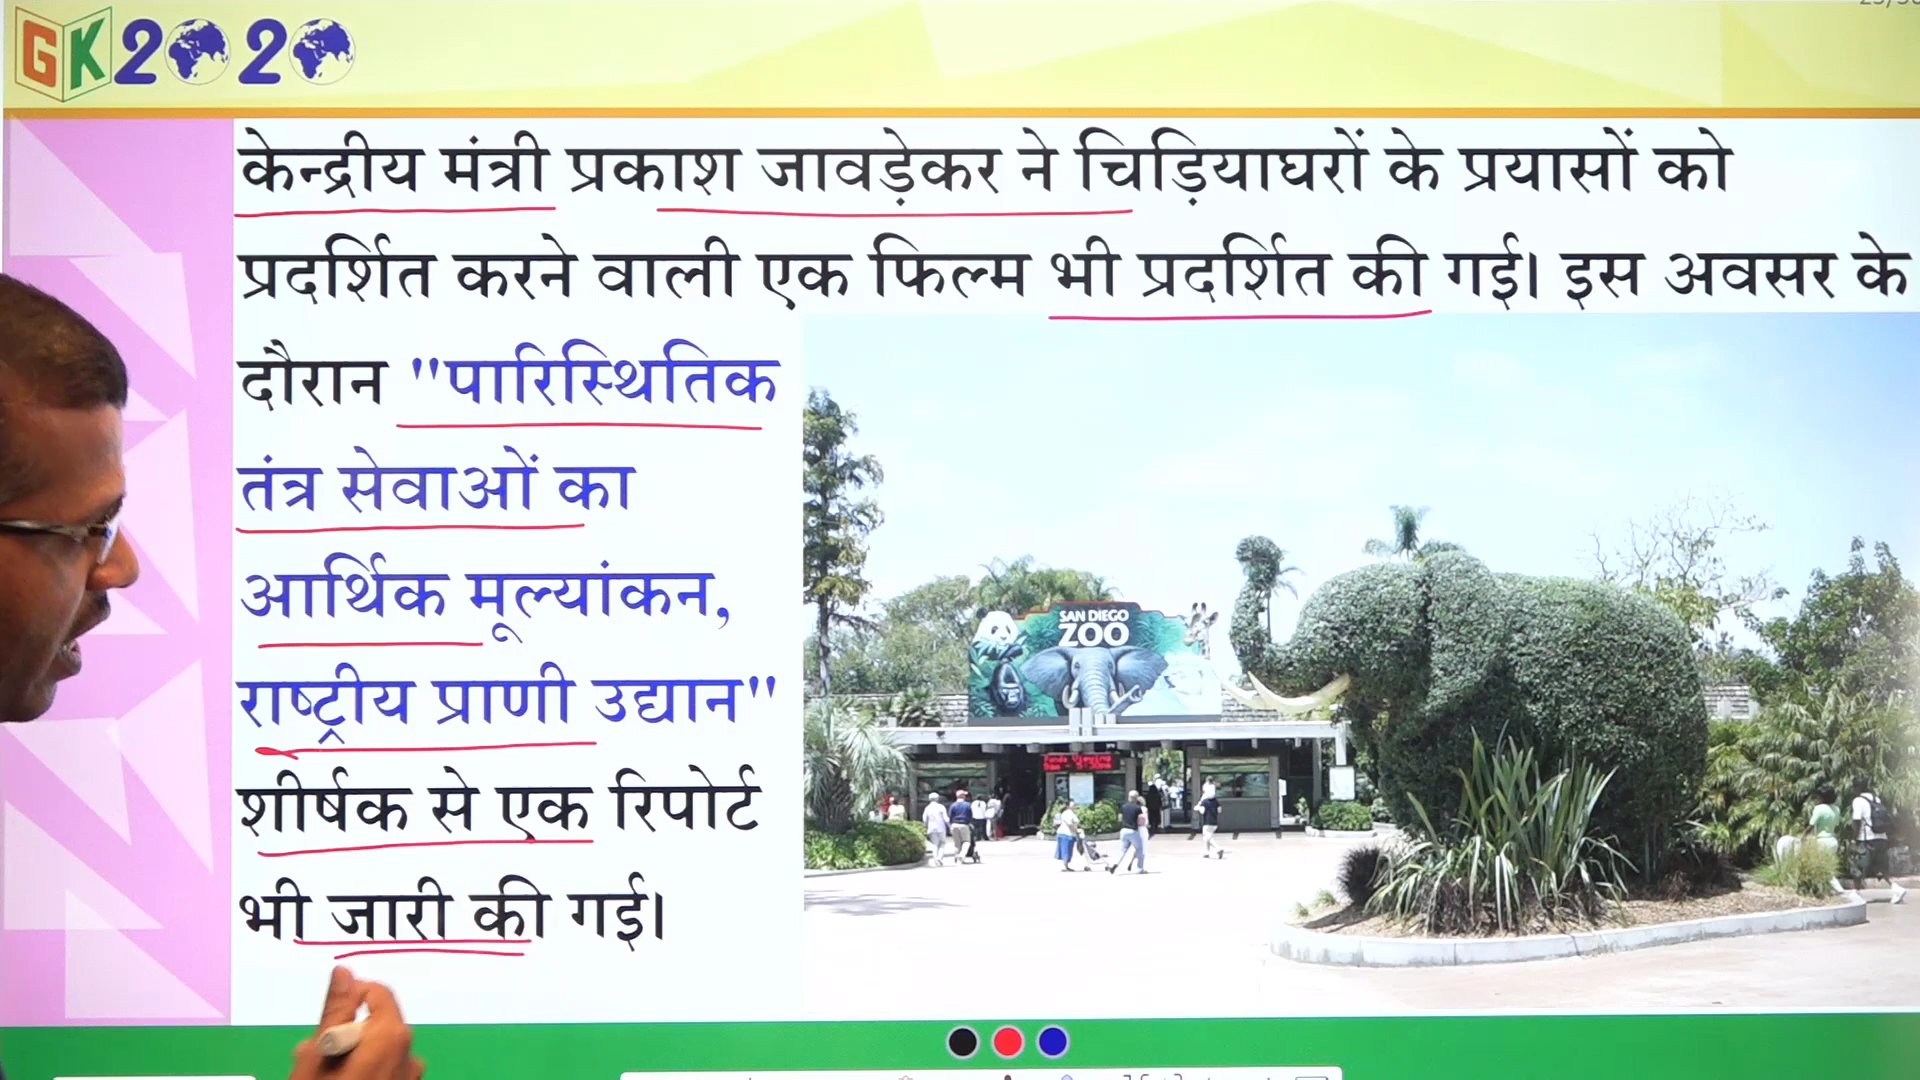 GK2020
केन्द्रीय मंत्री प्रकाश जावड़ेकर ने चिड़ियाघरों के प्रयासों को
प्रदर्शित करने वाली एक फिल्म भी प्रदर्शित की गई। इस अवसर के
दौरान "पारिस्थितिक
तंत्र सेवाओं का
आर्थिक मूल्यांकन,
राष्ट्रीय प्राणी उद्यान"
शीर्षक से एक रिपोर्ट
भी जारी की गई।
SAN DIEGO
ZOO